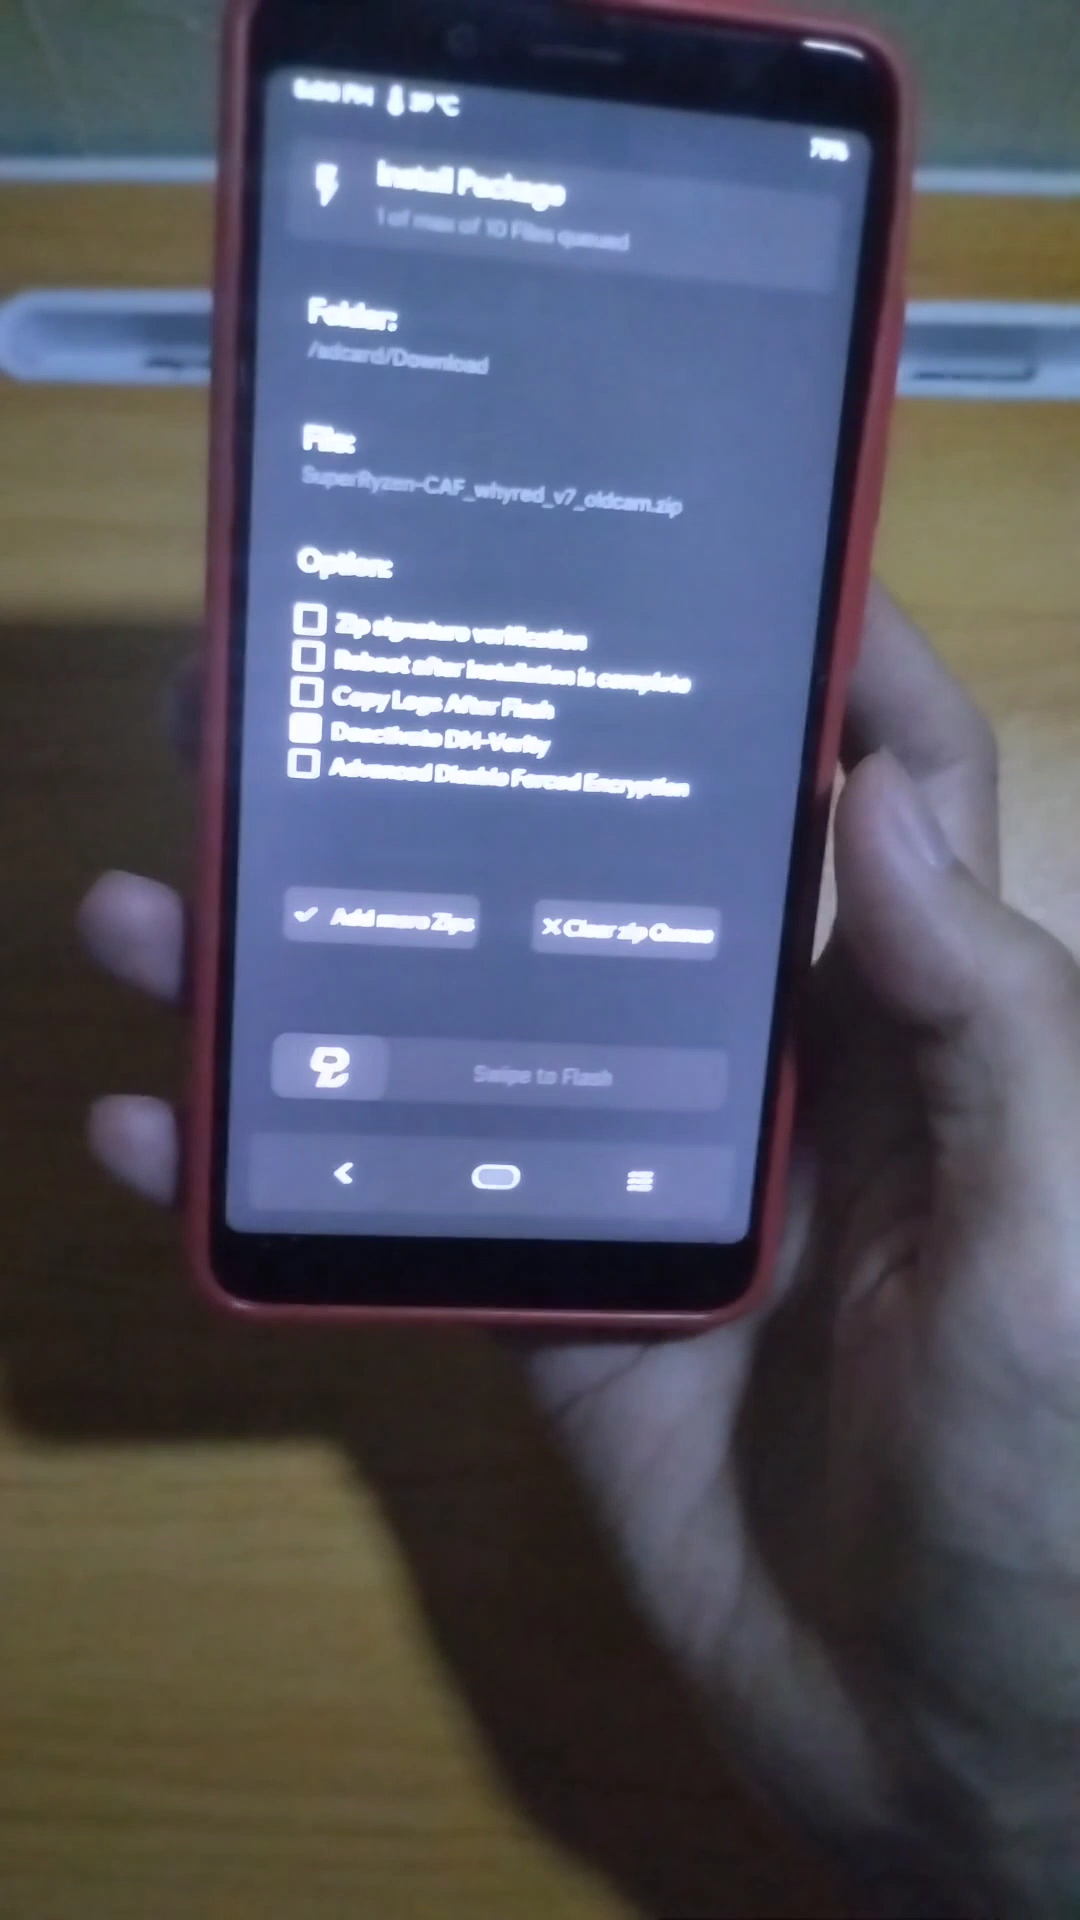 39 °C
Install Package
1 of max of 10 Files queued
Folder:
/sdcard/Download
File:
SuperRyzen-CAF_whyred_v7_oldcam.zip
Option:
Zip signature verification
Reboot after installation is complete
Copy Logs After Flash
Deactivate DM-Verity
Advanced Disable Forced Encryption
Add more Zips
Clear zip Queue
Swipe to Flash